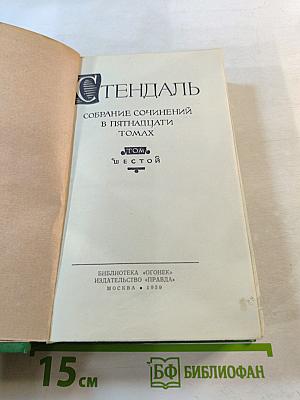 СТЕНДАЛЬ
СОБРАНИЕ СОЧИНЕНИЙ
В ПЯТНАДЦАТИ
ТОМАХ
ТОМ
ШЕСТОЙ
БИБЛИОТЕКА «ОГОНЕК»
ИЗДАТЕЛЬСТВО «ПРАВДА»
МОСКВА • 1959
15 см
БФ БИБЛИОФАН